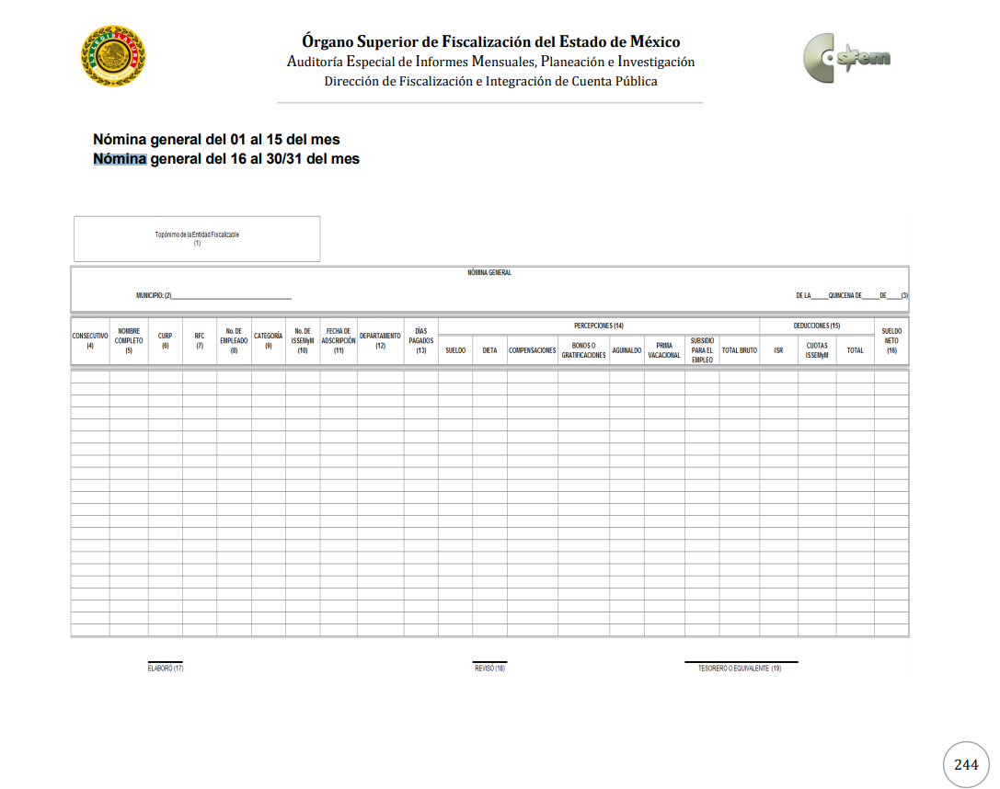 Órgano Superior de Fiscalización del Estado de México
Auditoría Especial de Informes Mensuales, Planeación e Investigación
Dirección de Fiscalización e Integración de Cuenta Pública
osfem
Nómina general del 01 al 15 del mes
Nómina general del 16 al 30/31 del mes
Topónimo de la Entidad Fiscalizable
(1)
NÓMINA GENERAL
MUNICIPIO: (2)
DE LA_____QUINCENA DE_____DE____(3)
CONSECUTIVO
(4)
NOMBRE
COMPLETO
(5)
CURP
(6)
RFC
(7)
No. DE
EMPLEADO
(8)
CATEGORÍA
(9)
No. DE
ISSEMyM
(10)
FECHA DE
ADSCRIPCIÓN
(11)
DEPARTAMENTO
(12)
DÍAS
PAGADOS
(13)
PERCEPCIONES (14)
SUELDO
DIETA
COMPENSACIONES
BONOS O
GRATIFICACIONES
AGUINALDO
PRIMA
VACACIONAL
SUBSIDIO
PARA EL
EMPLEO
TOTAL BRUTO
DEDUCCIONES (15)
ISR
CUOTAS
ISSEMyM
TOTAL
SUELDO
NETO
(16)
ELABORÓ (17)
REVISÓ (18)
TESORERO O EQUIVALENTE (19)
244